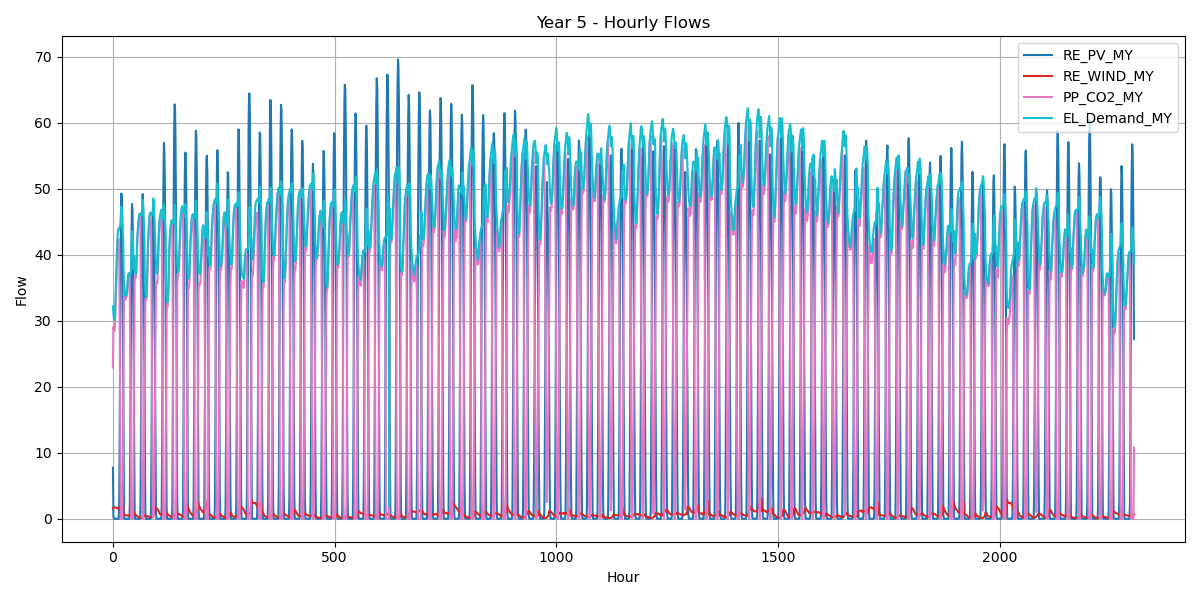 Year 5 - Hourly Flows
Flow
70
60
50
40
30
20
10
0
RE_PV_MY
RE_WIND_MY
PP_CO2_MY
EL_Demand_MY
0
500
1000
1500
2000
Hour